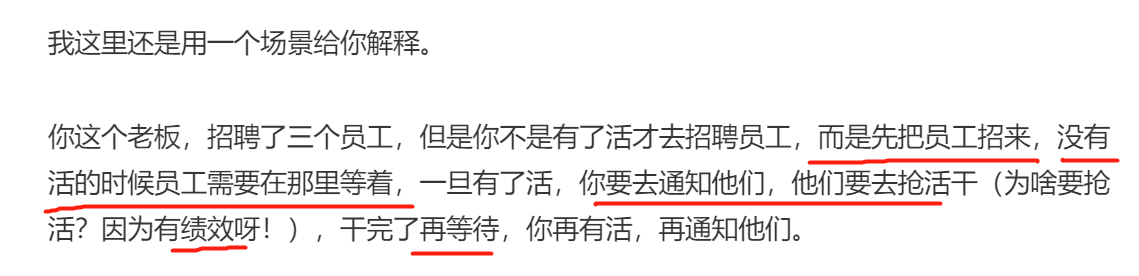 我这里还是用一个场景给你解释。
你这个老板，招聘了三个员工，但是你不是有了活才去招聘员工，而是先把员工招来，没有
活的时候员工需要在那里等着，一旦有了活，你要去通知他们，他们要去抢活干（为啥要抢
活？因为有绩效呀！），干完了再等待，你再有活，再通知他们。